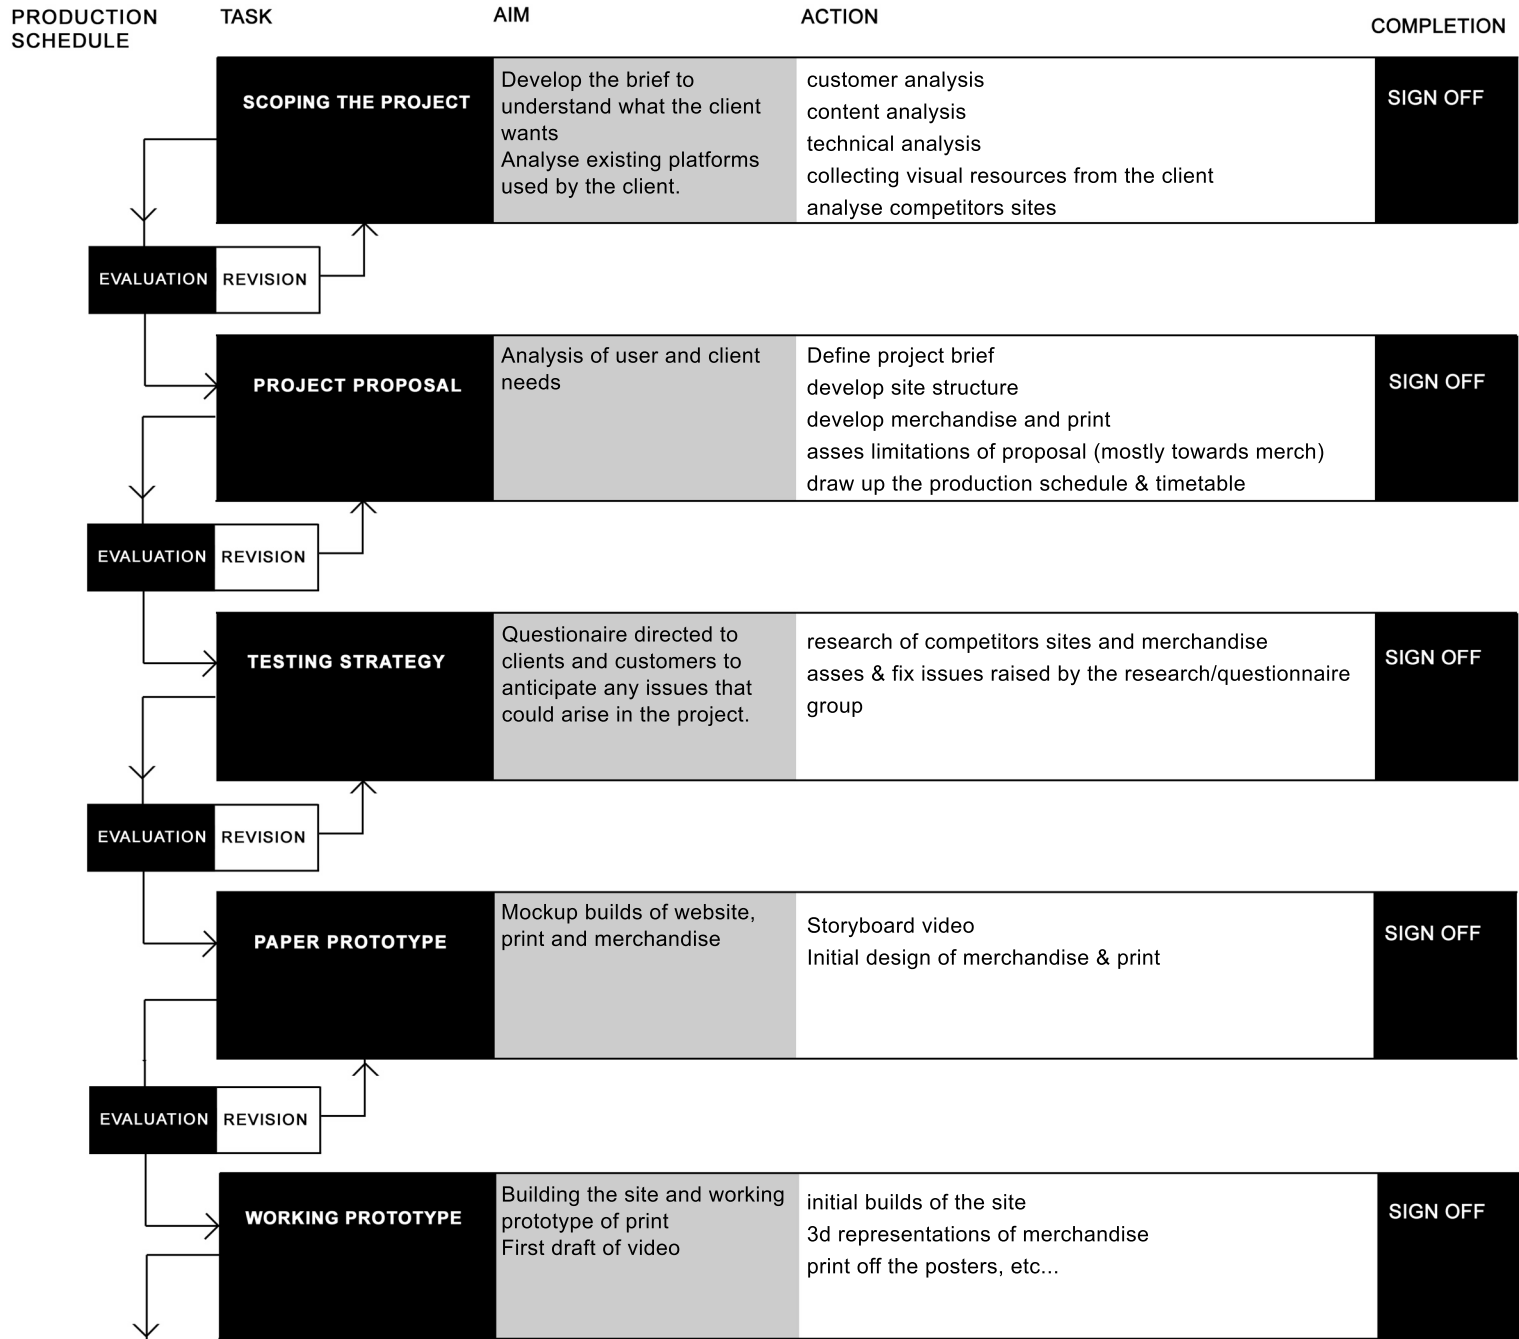 PRODUCTION
SCHEDULE
TASK
AIM
ACTION
COMPLETION
SCOPING THE PROJECT
Develop the brief to
understand what the client
wants
Analyse existing platforms
used by the client.
customer analysis
content analysis
technical analysis
collecting visual resources from the client
analyse competitors sites
SIGN OFF
EVALUATION
REVISION
PROJECT PROPOSAL
Analysis of user and client
needs
Define project brief
develop site structure
develop merchandise and print
asses limitations of proposal (mostly towards merch)
draw up the production schedule & timetable
SIGN OFF
EVALUATION
REVISION
TESTING STRATEGY
Questionaire directed to
clients and customers to
anticipate any issues that
could arise in the project.
research of competitors sites and merchandise
asses & fix issues raised by the research/questionnaire
group
SIGN OFF
EVALUATION
REVISION
PAPER PROTOTYPE
Mockup builds of website,
print and merchandise
Storyboard video
Initial design of merchandise & print
SIGN OFF
EVALUATION
REVISION
WORKING PROTOTYPE
Building the site and working
prototype of print
First draft of video
initial builds of the site
3d representations of merchandise
print off the posters, etc...
SIGN OFF